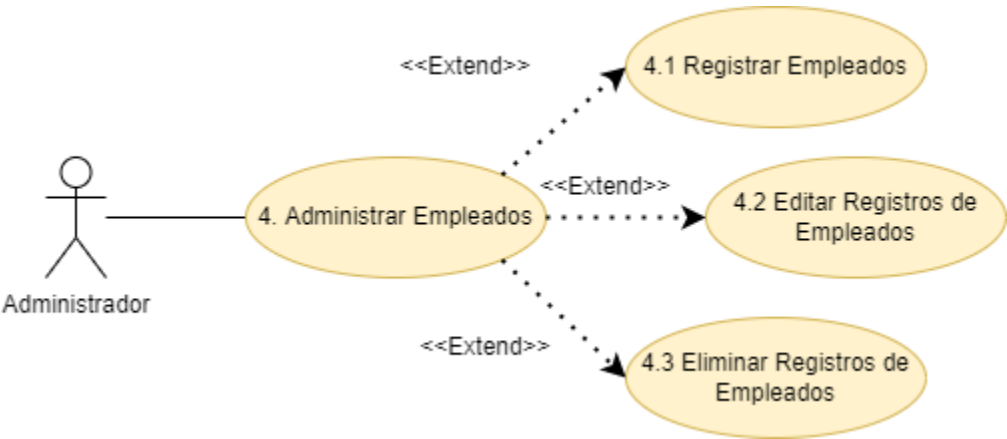 <<Extend>>
4.1 Registrar Empleados
<<Extend>>
4. Administrar Empleados
4.2 Editar Registros de
Empleados
Administrador
<<Extend>>
4.3 Eliminar Registros de
Empleados